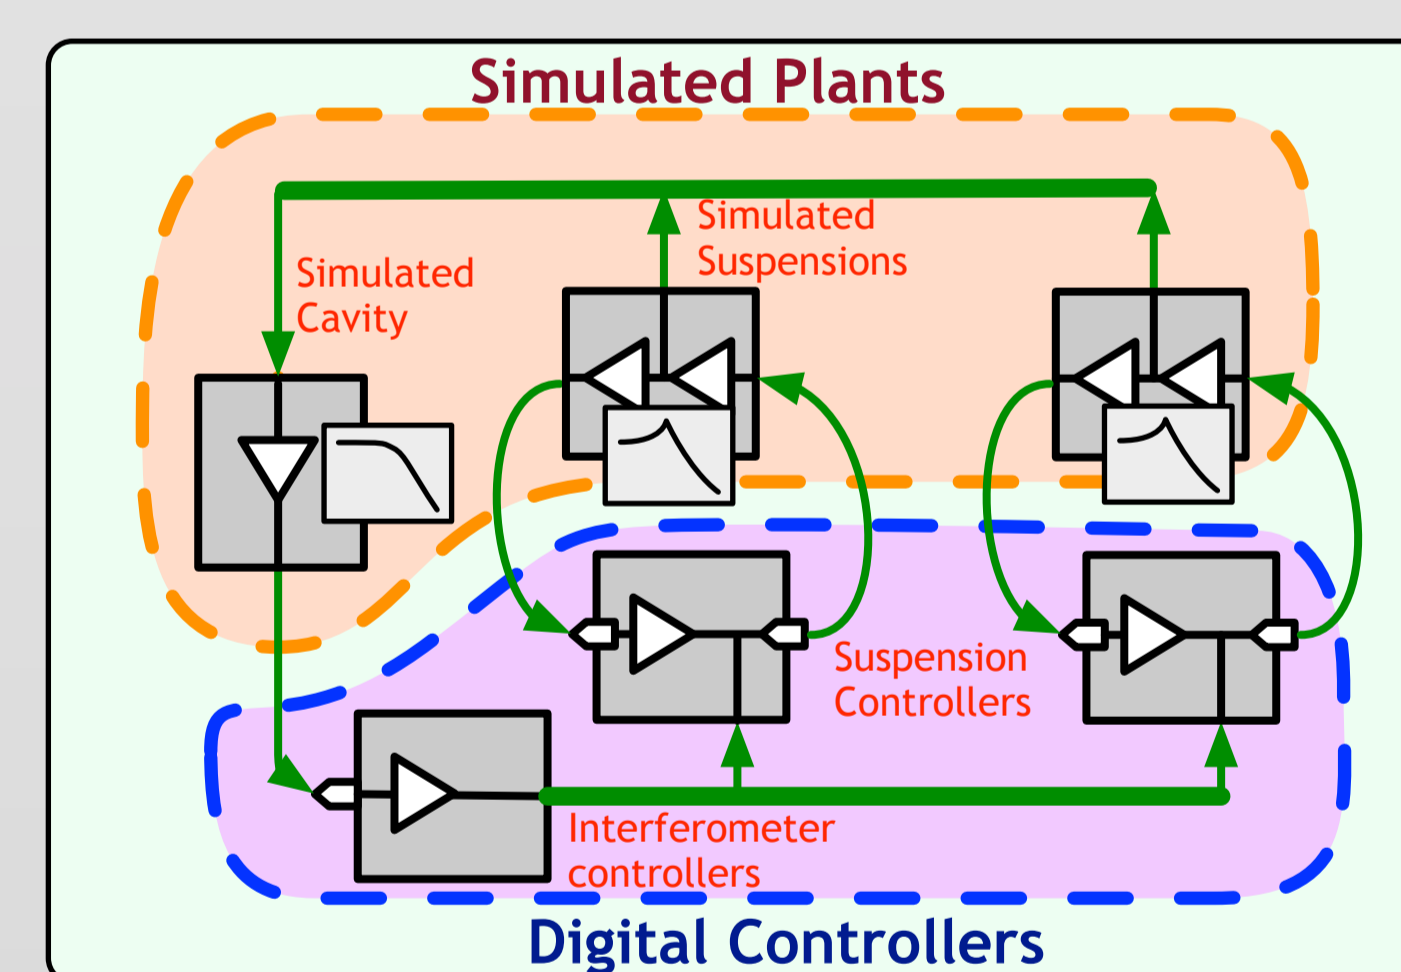 Simulated Plants
Simulated
Suspensions
Simulated
Cavity
Suspension
Controllers
Interferometer
controllers
Digital Controllers